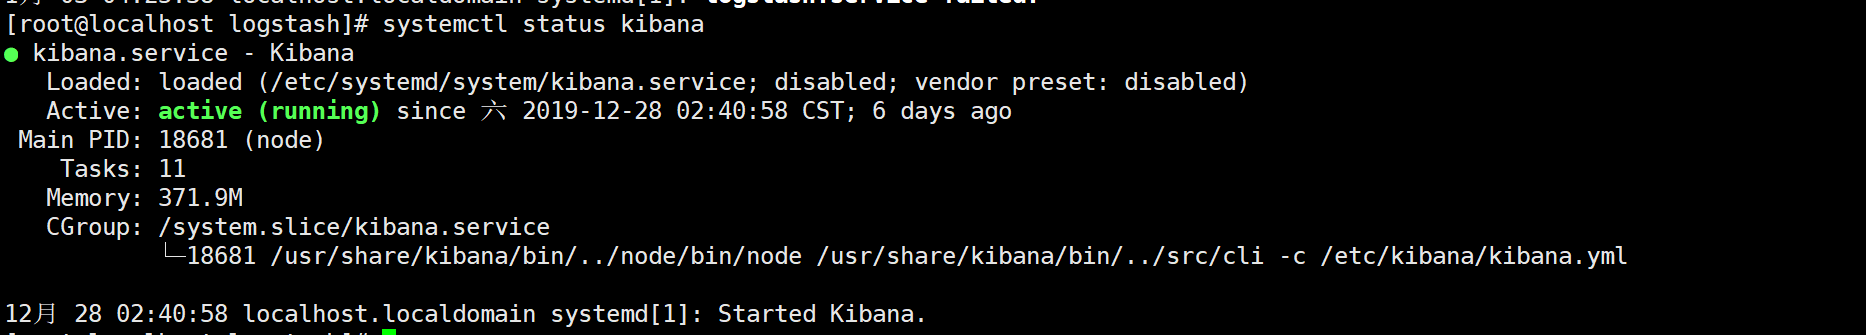 [root@localhost logstash]# systemctl status kibana
● kibana.service - Kibana
Loaded: loaded (/etc/systemd/system/kibana.service; disabled; vendor preset: disabled)
Active: active (running) since 六 2019-12-28 02:40:58 CST; 6 days ago
Main PID: 18681 (node)
Tasks: 11
Memory: 371.9M
CGroup: /system.slice/kibana.service
└─18681 /usr/share/kibana/bin/../node/bin/node /usr/share/kibana/bin/../src/cli -c /etc/kibana/kibana.yml
12月 28 02:40:58 localhost.localdomain systemd[1]: Started Kibana.